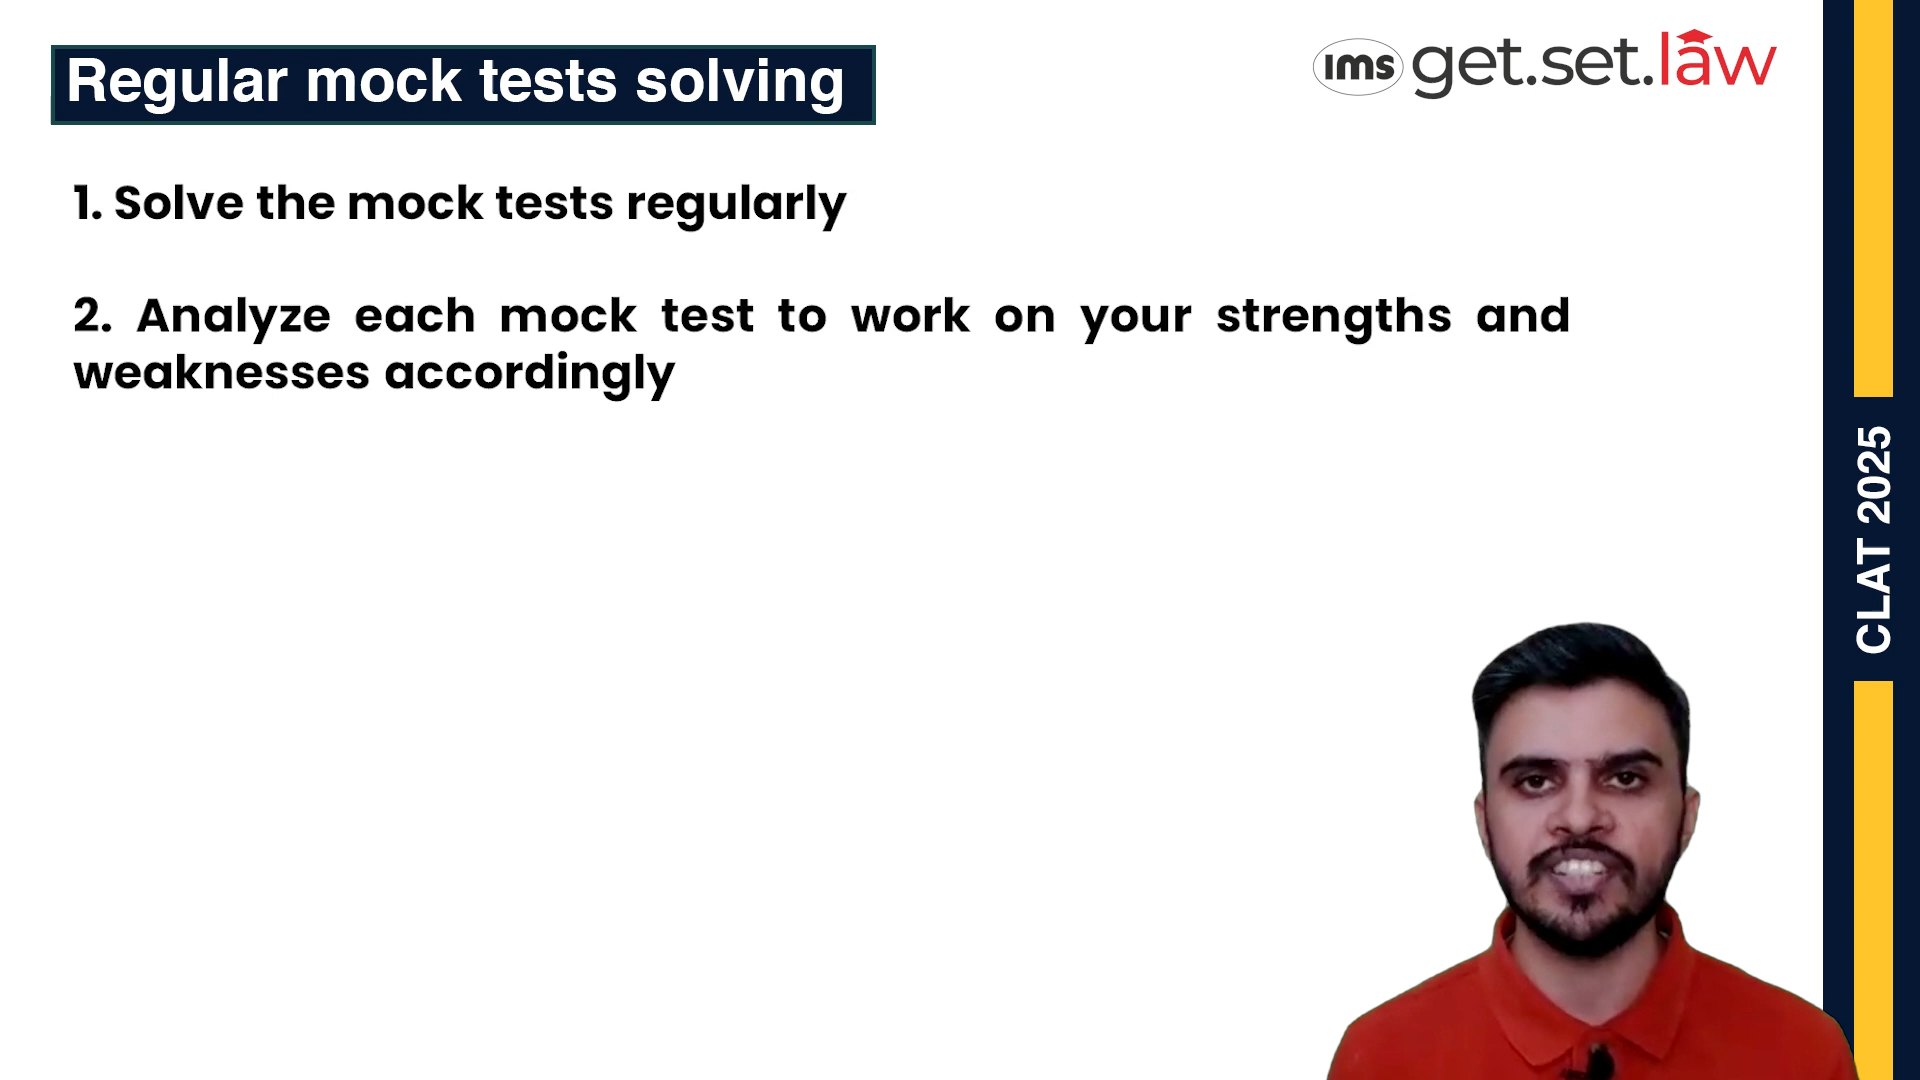 Regular mock tests solving
ims get.set.law
1. Solve the mock tests regularly
2. Analyze each mock test to work on your strengths and
weaknesses accordingly
CLAT 2025